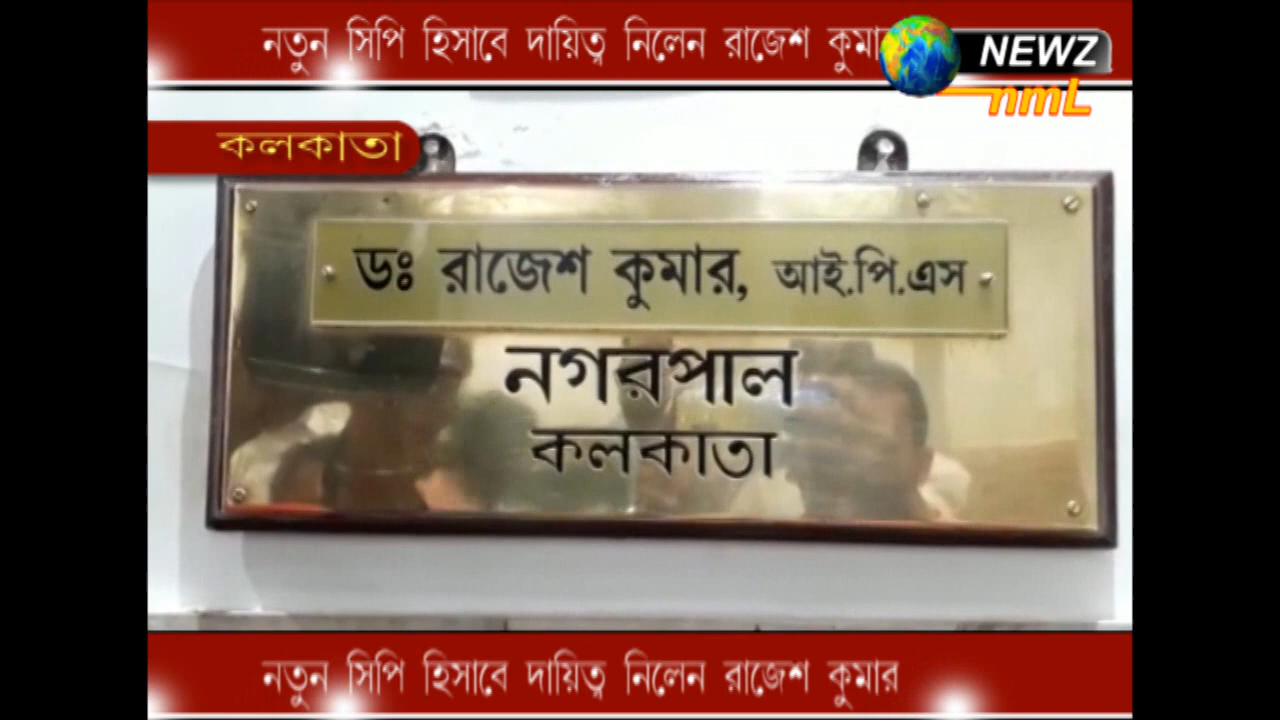 নতুন সিপি হিসাবে দায়িত্ব নিলেন রাজেশ কুমার
NEWZ
nmL
কলকাতা
ডঃ রাজেশ কুমার, আই.পি.এস
নগরপাল
কলকাতা
নতুন সিপি হিসাবে দায়িত্ব নিলেন রাজেশ কুমার